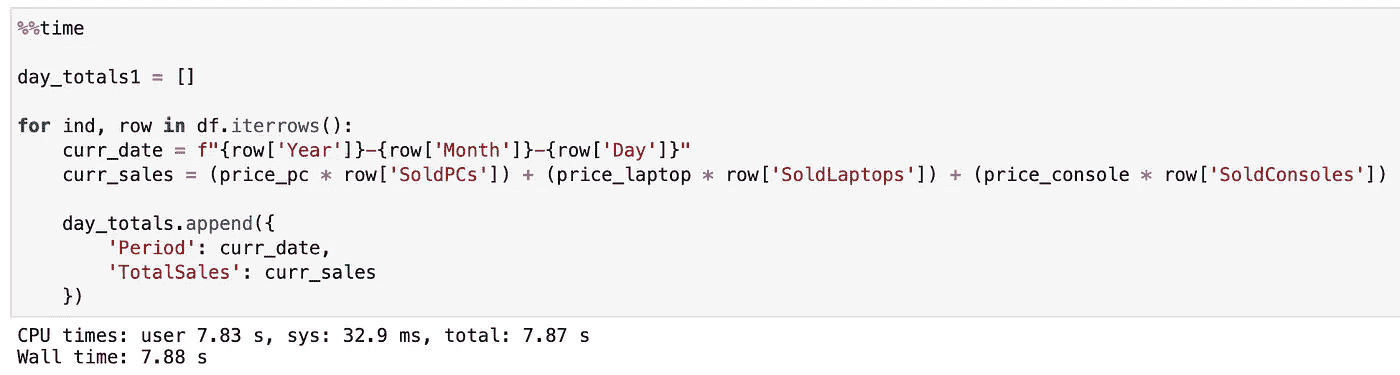 %%time
day_totals1 = []
for ind, row in df.iterrows():
    curr_date = f"{row['Year']}-{row['Month']}-{row['Day']}"
    curr_sales = (price_pc * row['SoldPCs']) + (price_laptop * row['SoldLaptops']) + (price_console * row['SoldConsoles'])
    day_totals.append({
        'Period': curr_date,
        'TotalSales': curr_sales
    })
CPU times: user 7.83 s, sys: 32.9 ms, total: 7.87 s
Wall time: 7.88 s